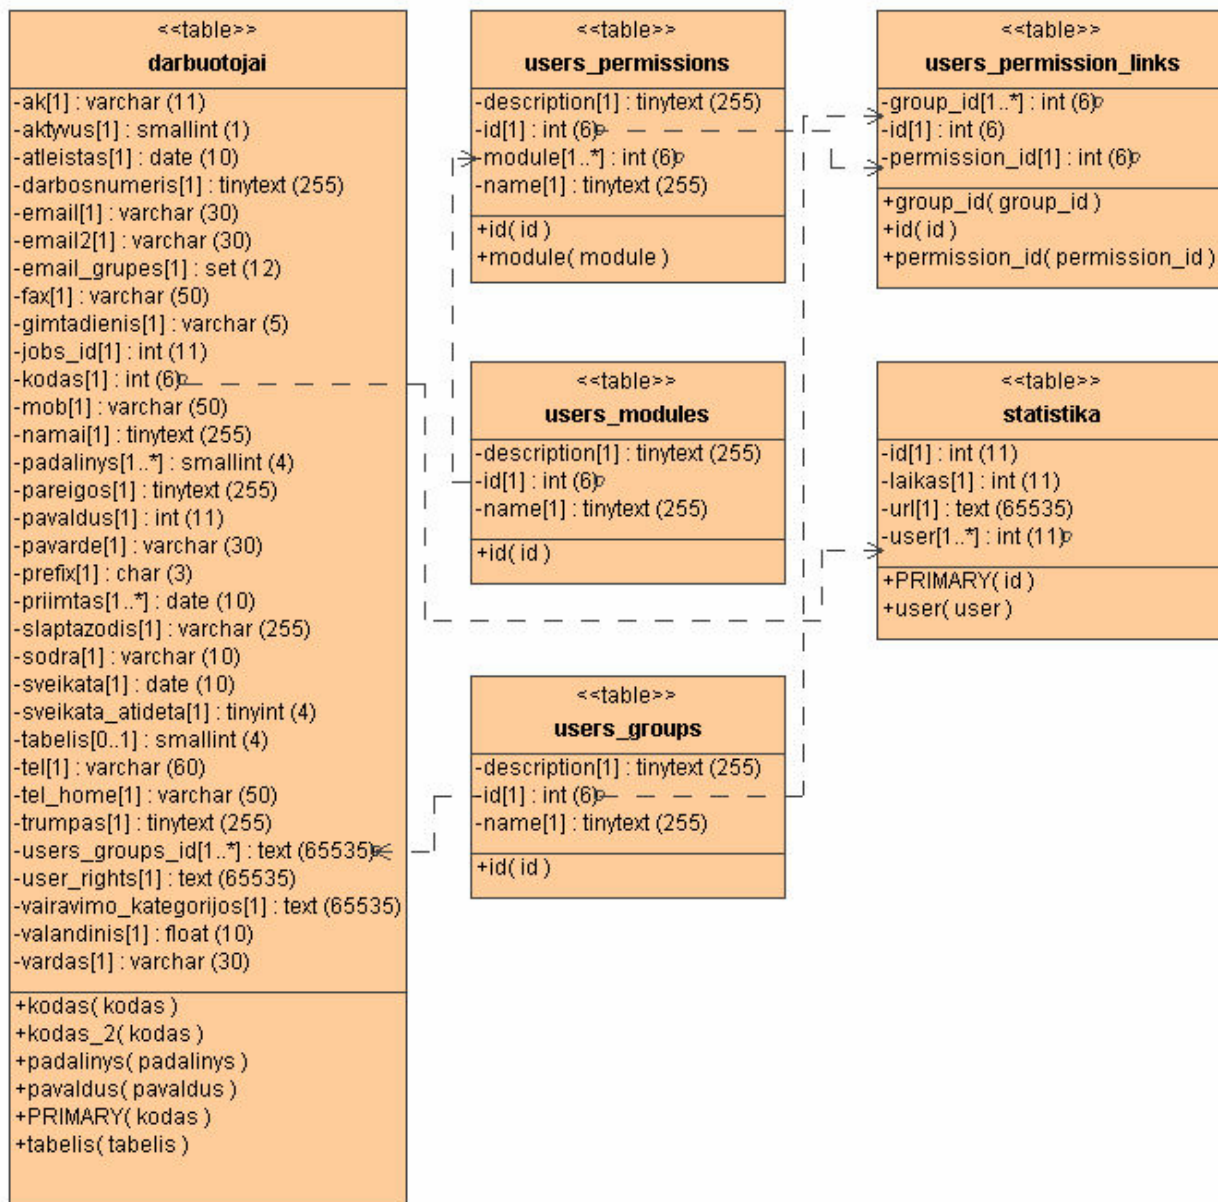 <<table>>
darbuotojai
-ak[1] : varchar (11)
-aktyvus[1] : smallint (1)
-atleistas[1] : date (10)
-darbosnumeris[1] : tinytext (255)
-email[1] : varchar (30)
-email2[1] : varchar (30)
-email_grupes[1] : set (12)
-fax[1] : varchar (50)
-gimtadienis[1] : varchar (5)
-jobs_id[1] : int (11)
-kodas[1] : int (6)
-mob[1] : varchar (50)
-namai[1] : tinytext (255)
-padalinys[1..*] : smallint (4)
-pareigos[1] : tinytext (255)
-pavaldus[1] : int (11)
-pavarde[1] : varchar (30)
-prefix[1] : char (3)
-priimtas[1..*] : date (10)
-slaptazodis[1] : varchar (255)
-sodra[1] : varchar (10)
-sveikata[1] : date (10)
-sveikata_atideta[1] : tinyint (4)
-tabelis[0..1] : smallint (4)
-tel[1] : varchar (60)
-tel_home[1] : varchar (50)
-trumpas[1] : tinytext (255)
-users_groups_id[1..*] : text (65535)
-user_rights[1] : text (65535)
-vairavimo_kategorijos[1] : text (65535)
-valandinis[1] : float (10)
-vardas[1] : varchar (30)
+kodas( kodas )
+kodas_2( kodas )
+padalinys( padalinys )
+pavaldus( pavaldus )
+PRIMARY( kodas )
+tabelis( tabelis )
<<table>>
users_permissions
-description[1] : tinytext (255)
-id[1] : int (6)
-module[1..*] : int (6)
-name[1] : tinytext (255)
+id( id )
+module( module )
<<table>>
users_modules
-description[1] : tinytext (255)
-id[1] : int (6)
-name[1] : tinytext (255)
+id( id )
<<table>>
users_groups
-description[1] : tinytext (255)
-id[1] : int (6)
-name[1] : tinytext (255)
+id( id )
<<table>>
users_permission_links
-group_id[1..*] : int (6)
-id[1] : int (6)
-permission_id[1] : int (6)
+group_id( group_id )
+id( id )
+permission_id( permission_id )
<<table>>
statistika
-id[1] : int (11)
-laikas[1] : int (11)
-url[1] : text (65535)
-user[1..*] : int (11)
+PRIMARY( id )
+user( user )